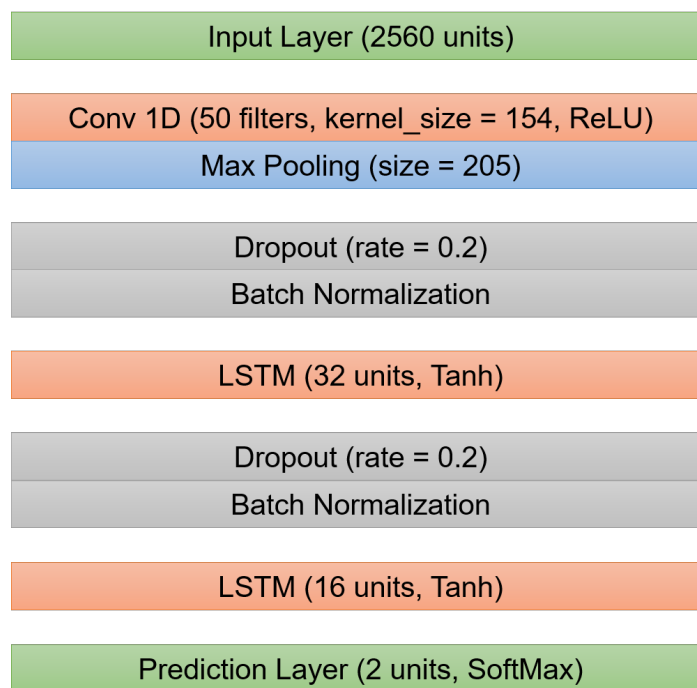 Input Layer (2560 units)
Conv 1D (50 filters, kernel_size = 154, ReLU)
Max Pooling (size = 205)
Dropout (rate = 0.2)
Batch Normalization
LSTM (32 units, Tanh)
Dropout (rate = 0.2)
Batch Normalization
LSTM (16 units, Tanh)
Prediction Layer (2 units, SoftMax)